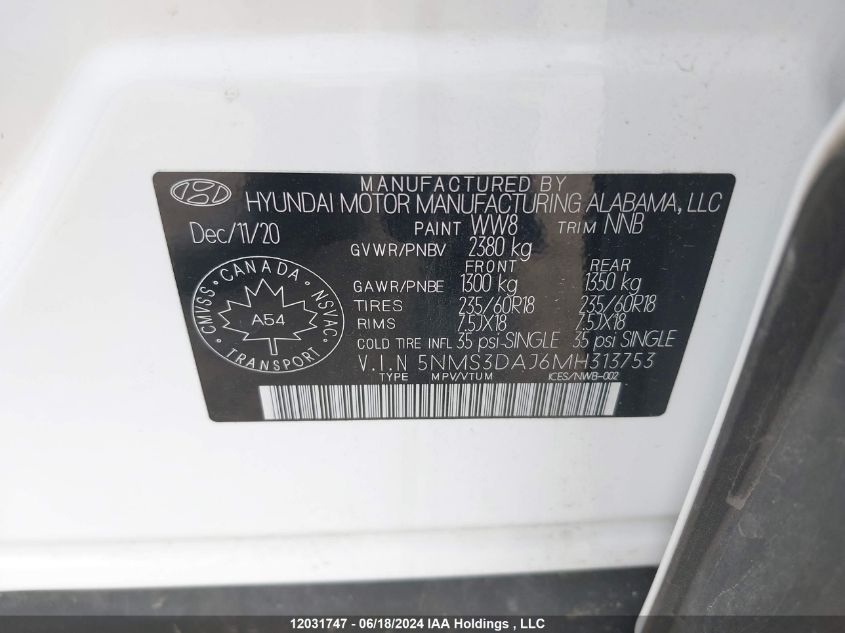 MANUFACTURED BY
HYUNDAI MOTOR MANUFACTURING ALABAMA, LLC
Dec/11/20 PAINT WW8 TRIM NNB
GVWR/PNBV 2380 kg
FRONT REAR
GAWR/PNBE 1300 kg 1350 kg
TIRES 235/60R18 235/60R18
RIMS 7.5JX18 7.5JX18
COLD TIRE INFL 35 psi-SINGLE 35 psi SINGLE
V.I.N 5NMS3DAJ6MH313753
TYPE MPV/VTUM ICES/NWB-002
CANADA
CMVSS NSVAC
A54
TRANSPORT
12031747 - 06/18/2024 IAA Holdings , LLC